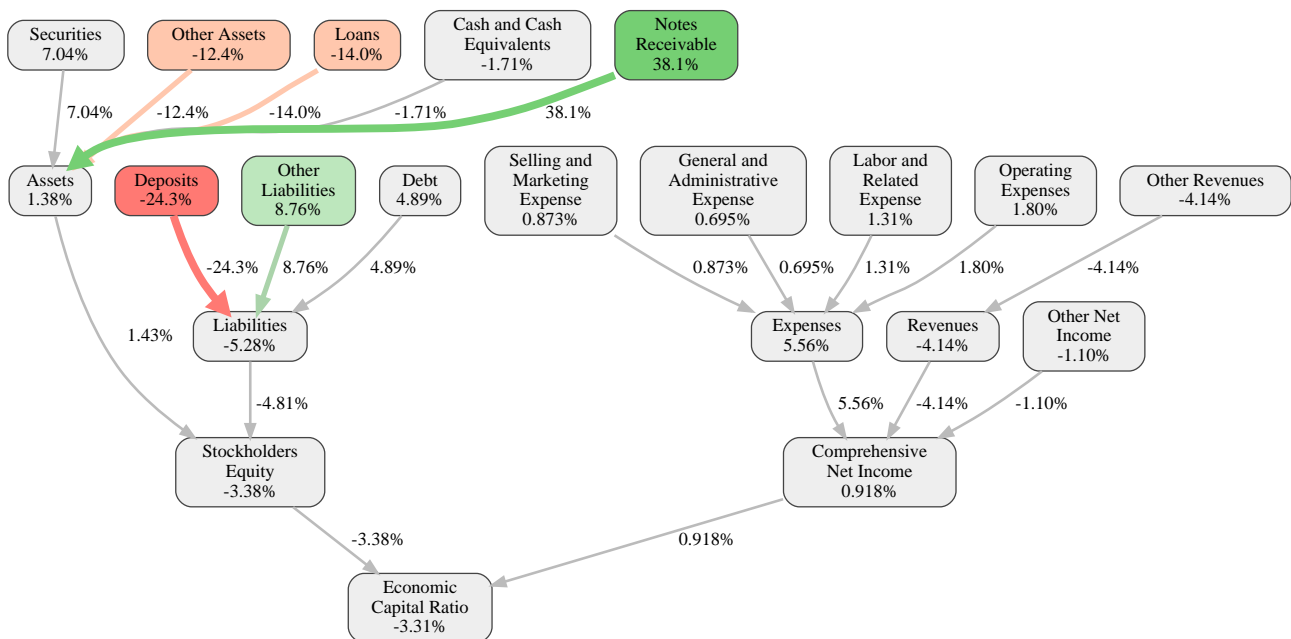 Securities
7.04%
Other Assets
-12.4%
Loans
-14.0%
Cash and Cash
Equivalents
-1.71%
Notes
Receivable
38.1%
7.04%
-12.4%
-14.0%
-1.71%
38.1%
Assets
1.38%
Deposits
-24.3%
Other
Liabilities
8.76%
Debt
4.89%
Selling and
Marketing
Expense
0.873%
General and
Administrative
Expense
0.695%
Labor and
Related
Expense
1.31%
Operating
Expenses
1.80%
Other Revenues
-4.14%
-24.3%
8.76%
4.89%
0.873%
0.695%
1.31%
1.80%
-4.14%
1.43%
Liabilities
-5.28%
Expenses
5.56%
Revenues
-4.14%
Other Net
Income
-1.10%
-4.81%
5.56%
-4.14%
-1.10%
Stockholders
Equity
-3.38%
Comprehensive
Net Income
0.918%
-3.38%
0.918%
Economic
Capital Ratio
-3.31%